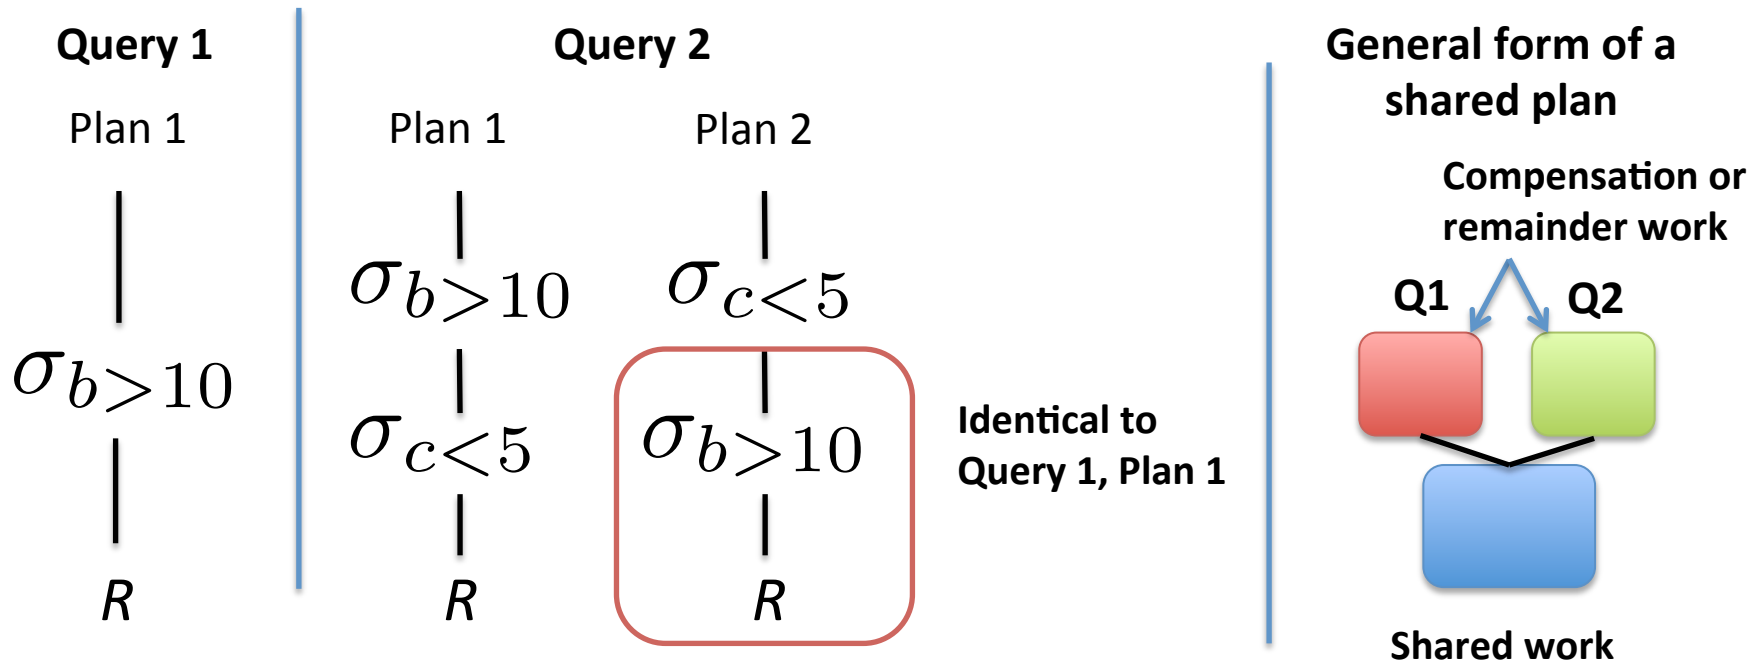 Query 1
Plan 1
σb>10
R
Query 2
Plan 1
σb>10
σc<5
R
Plan 2
σc<5
σb>10
R
Identical to
Query 1, Plan 1
General form of a
shared plan
Compensation or
remainder work
Q1
Q2
Shared work